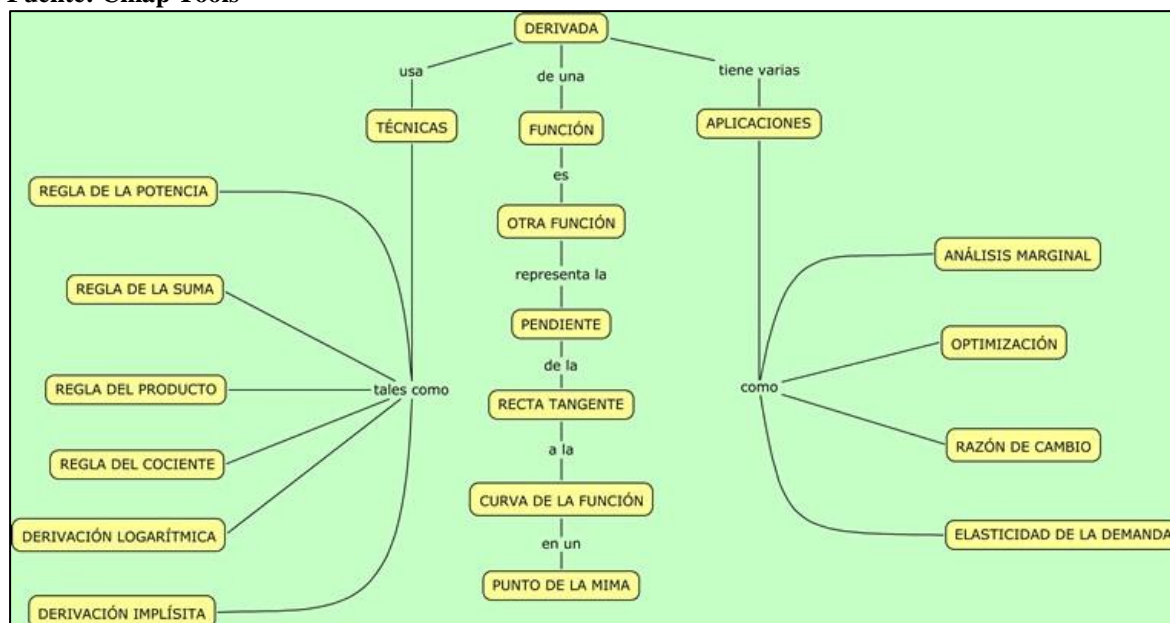 Fuente: Cmap Tools
DERIVADA
usa
de una
tiene varias
TÉCNICAS
FUNCIÓN
APLICACIONES
es
REGLA DE LA POTENCIA
OTRA FUNCIÓN
ANÁLISIS MARGINAL
representa la
REGLA DE LA SUMA
PENDIENTE
OPTIMIZACIÓN
de la
REGLA DEL PRODUCTO
tales como
como
RECTA TANGENTE
a la
RAZÓN DE CAMBIO
REGLA DEL COCIENTE
CURVA DE LA FUNCIÓN
DERIVACIÓN LOGARÍTMICA
en un
ELASTICIDAD DE LA DEMANDA
PUNTO DE LA MIMA
DERIVACIÓN IMPLÍSITA